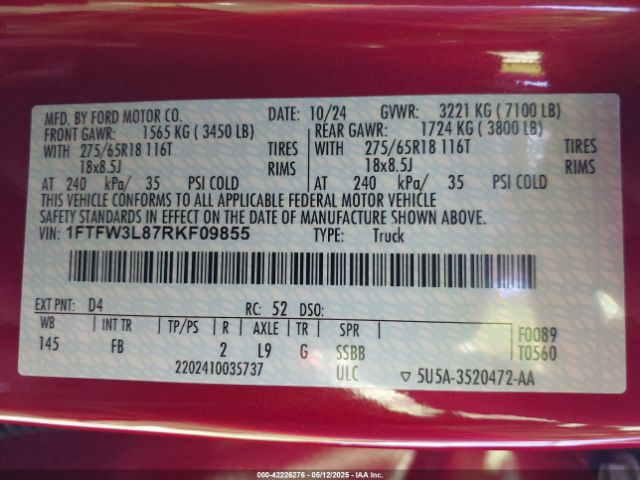 MFD. BY FORD MOTOR CO. DATE: 10/24 GVWR: 3221 KG ( 7100 LB)
FRONT GAWR: 1565 KG ( 3450 LB) REAR GAWR: 1724 KG ( 3800 LB)
WITH 275/65R18 116T TIRES WITH 275/65R18 116T TIRES
18x8.5J RIMS 18x8.5J RIMS
AT 240 kPa/ 35 PSI COLD AT 240 kPa/ 35 PSI COLD
THIS VEHICLE CONFORMS TO ALL APPLICABLE FEDERAL MOTOR VEHICLE
SAFETY STANDARDS IN EFFECT ON THE DATE OF MANUFACTURE SHOWN ABOVE.
VIN: 1FTFW3L87RKF09855 TYPE: Truck
EXT PNT: D4 RC: 52 DSO:
WB INT TR TP/PS R AXLE TR SPR F0089
145 FB 2 L9 G SSBB T0560
2202410035737 ULC ▽ 5U5A-3520472-AA
000-42226276 - 05/12/2025 - IAA Inc.